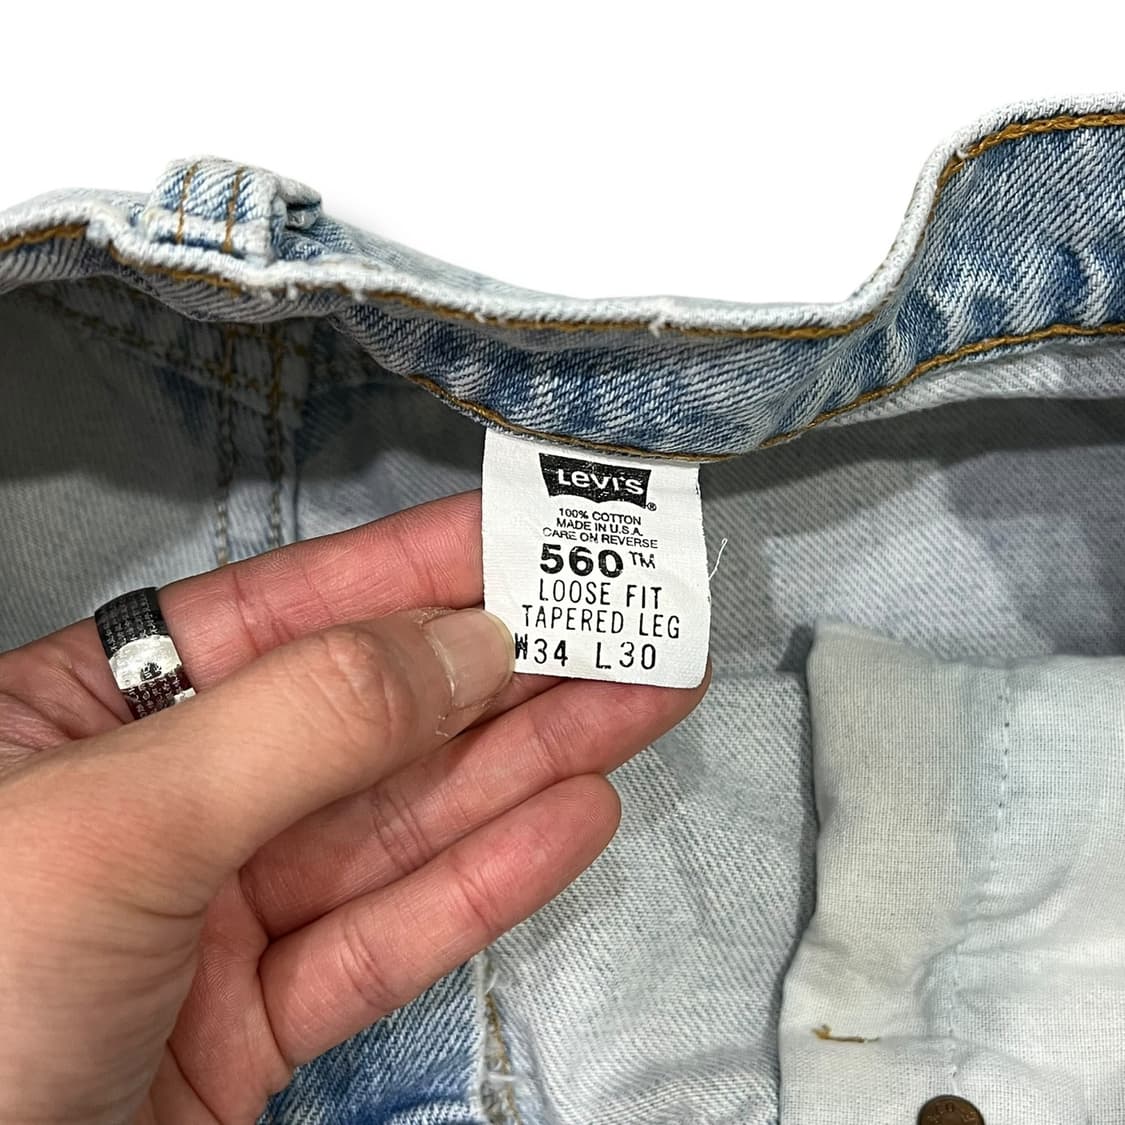 Levi's®
100% COTTON
MADE IN U.S.A.
CARE ON REVERSE
560™
LOOSE FIT
TAPERED LEG
W34 L30